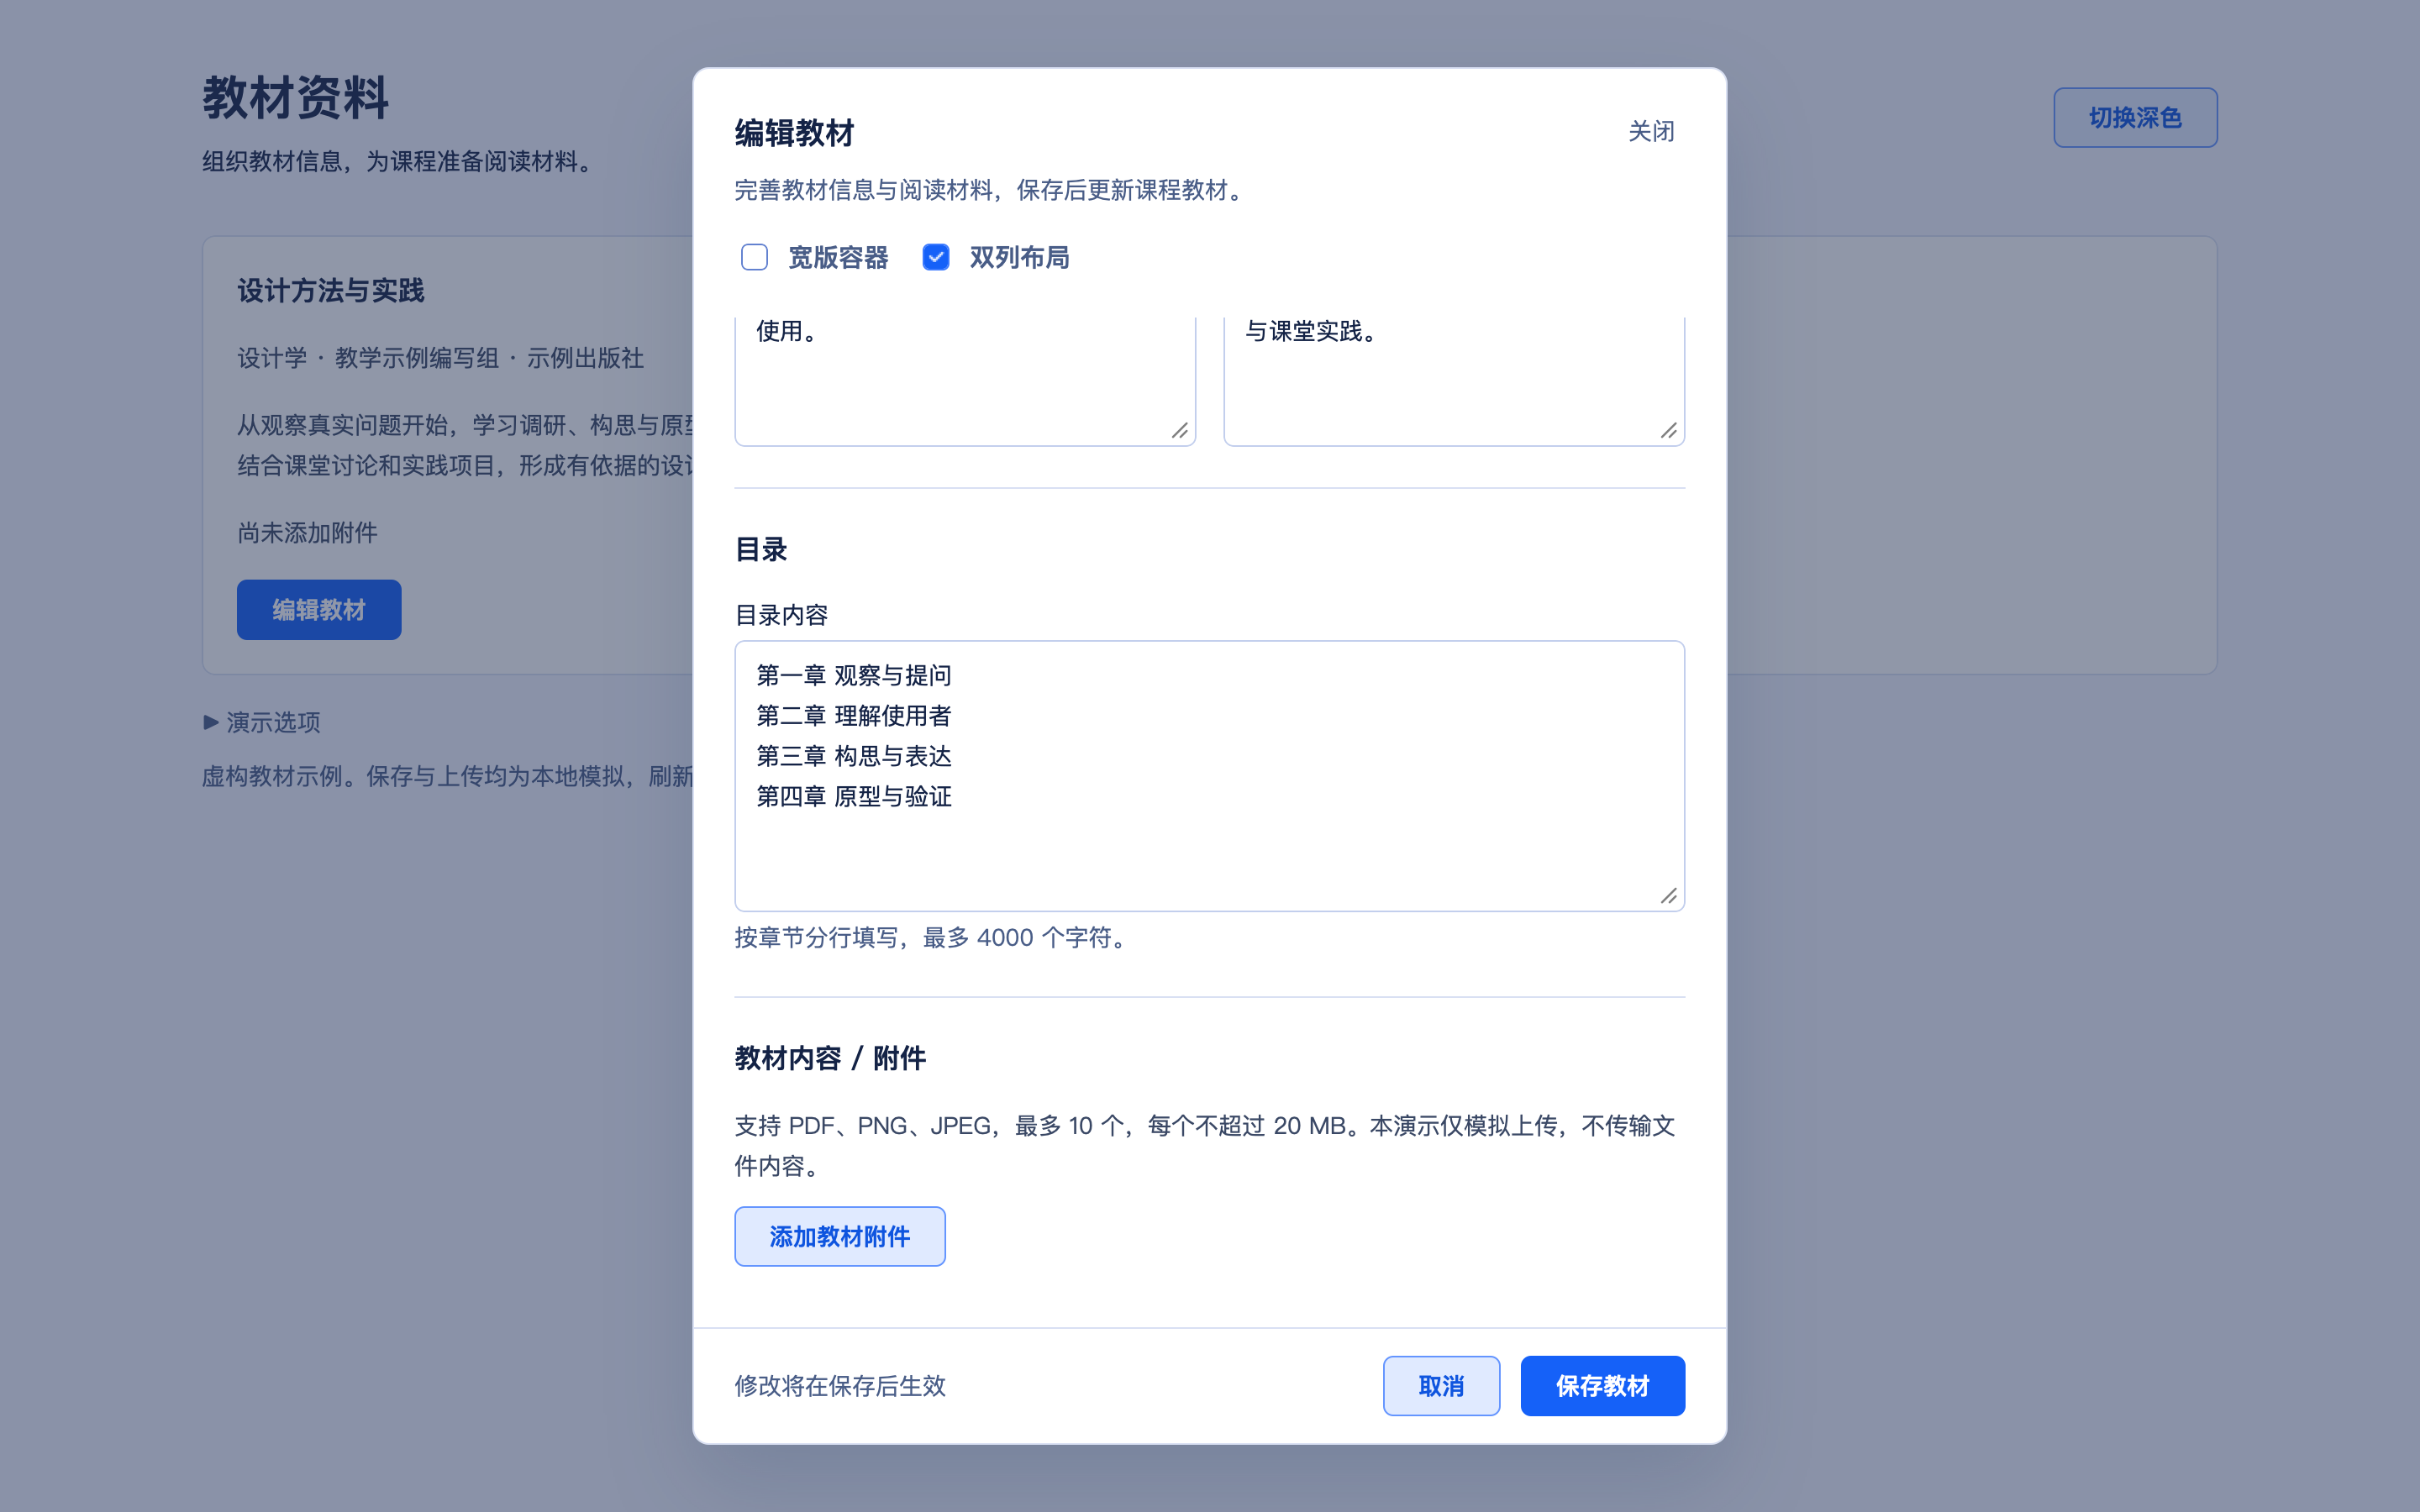 教材资料
组织教材信息，为课程准备阅读材料。
切换深色
设计方法与实践
设计学 · 教学示例编写组 · 示例出版社
从观察真实问题开始，学习调研、构思与原
结合课堂讨论和实践项目，形成有依据的设
尚未添加附件
编辑教材
▶ 演示选项
虚构教材示例。保存与上传均为本地模拟，刷新
编辑教材
关闭
完善教材信息与阅读材料，保存后更新课程教材。
宽版容器
双列布局
使用。
与课堂实践。
目录
目录内容
第一章 观察与提问
第二章 理解使用者
第三章 构思与表达
第四章 原型与验证
按章节分行填写，最多 4000 个字符。
教材内容 / 附件
支持 PDF、PNG、JPEG，最多 10 个，每个不超过 20 MB。本演示仅模拟上传，不传输文
件内容。
添加教材附件
修改将在保存后生效
取消
保存教材